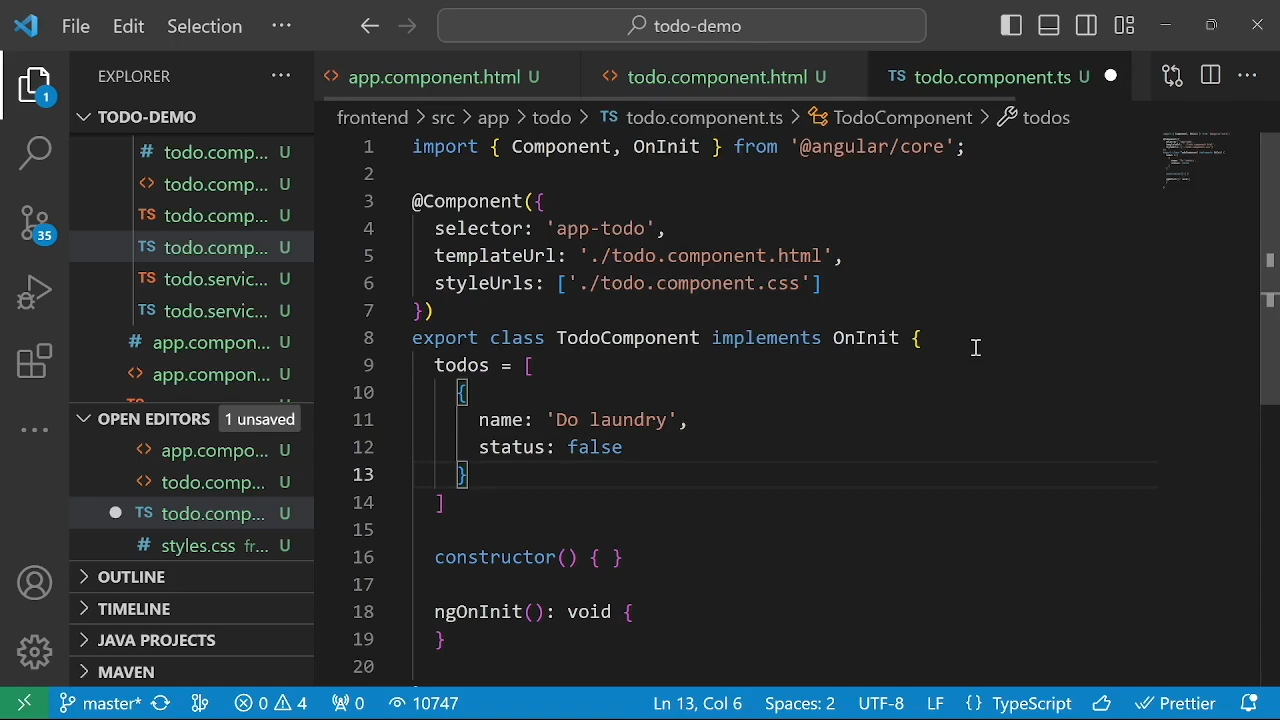 File Edit Selection ··· todo-demo
EXPLORER ···
1
TODO-DEMO
# todo.comp... U
<> todo.comp... U
TS todo.comp... U
TS todo.comp... U
35
TS todo.servic... U
TS todo.servic... U
# app.compon... U
<> app.compon... U
OPEN EDITORS 1 unsaved
<> app.compo... U
<> todo.comp... U
TS todo.comp... U
# styles.css fr... U
OUTLINE
TIMELINE
JAVA PROJECTS
MAVEN
<> app.component.html U <> todo.component.html U TS todo.component.ts U
frontend > src > app > todo > TS todo.component.ts > TodoComponent > todos
1 import { Component, OnInit } from '@angular/core';
2
3 @Component({
4 selector: 'app-todo',
5 templateUrl: './todo.component.html',
6 styleUrls: ['./todo.component.css']
7 })
8 export class TodoComponent implements OnInit {
9 todos = [
10 {
11 name: 'Do laundry',
12 status: false
13 }
14 ]
15
16 constructor() { }
17
18 ngOnInit(): void {
19 }
20
master* 0 4 0 10747 Ln 13, Col 6 Spaces: 2 UTF-8 LF {} TypeScript Prettier